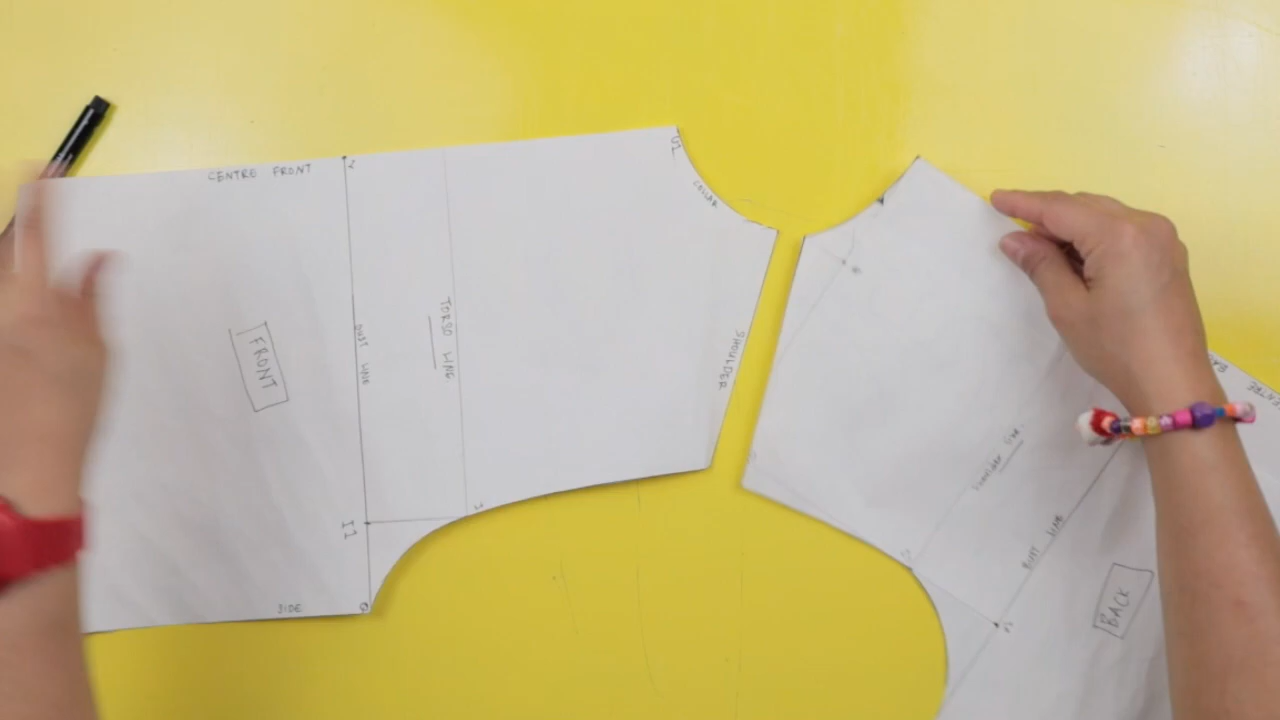 CENTRE FRONT
COLLAR
FRONT
BUST LINE
TORSO LINE
SHOULDER
SIDE
Shoulder line.
BUST LINE
BACK